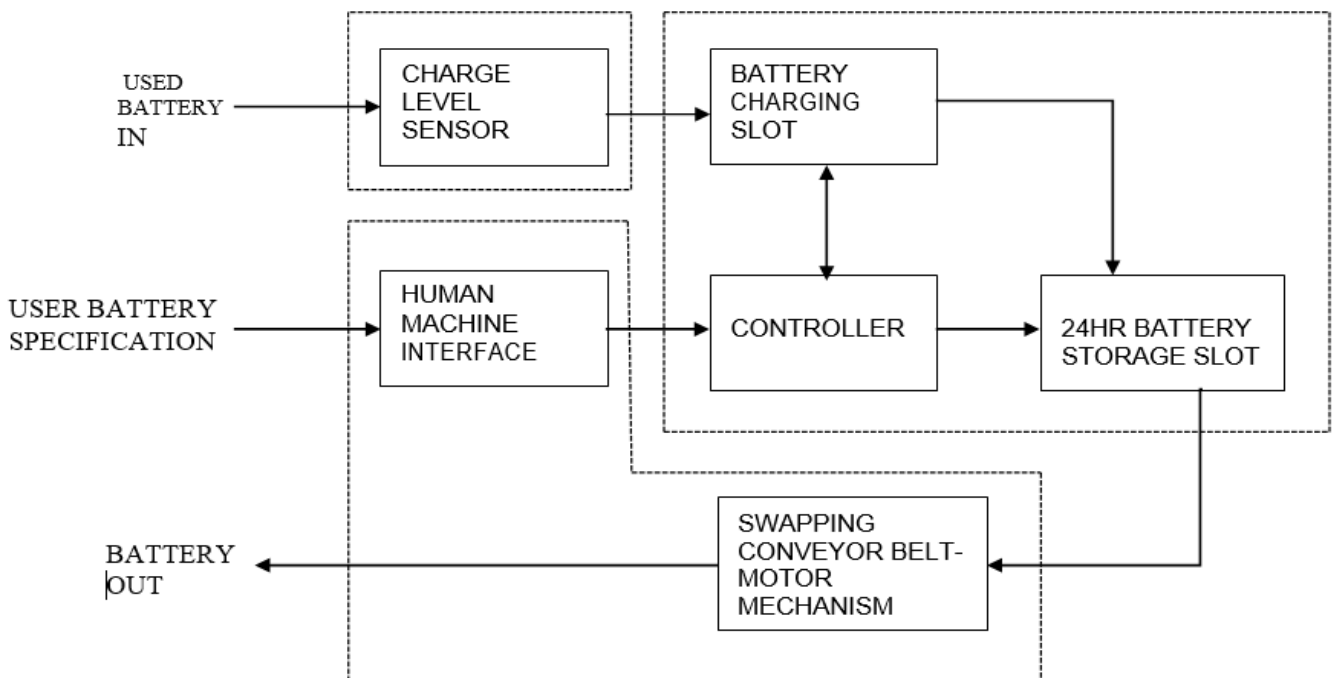 USED
BATTERY
IN
CHARGE
LEVEL
SENSOR
BATTERY
CHARGING
SLOT
USER BATTERY
SPECIFICATION
HUMAN
MACHINE
INTERFACE
CONTROLLER
24HR BATTERY
STORAGE SLOT
BATTERY
OUT
SWAPPING
CONVEYOR BELT-
MOTOR
MECHANISM